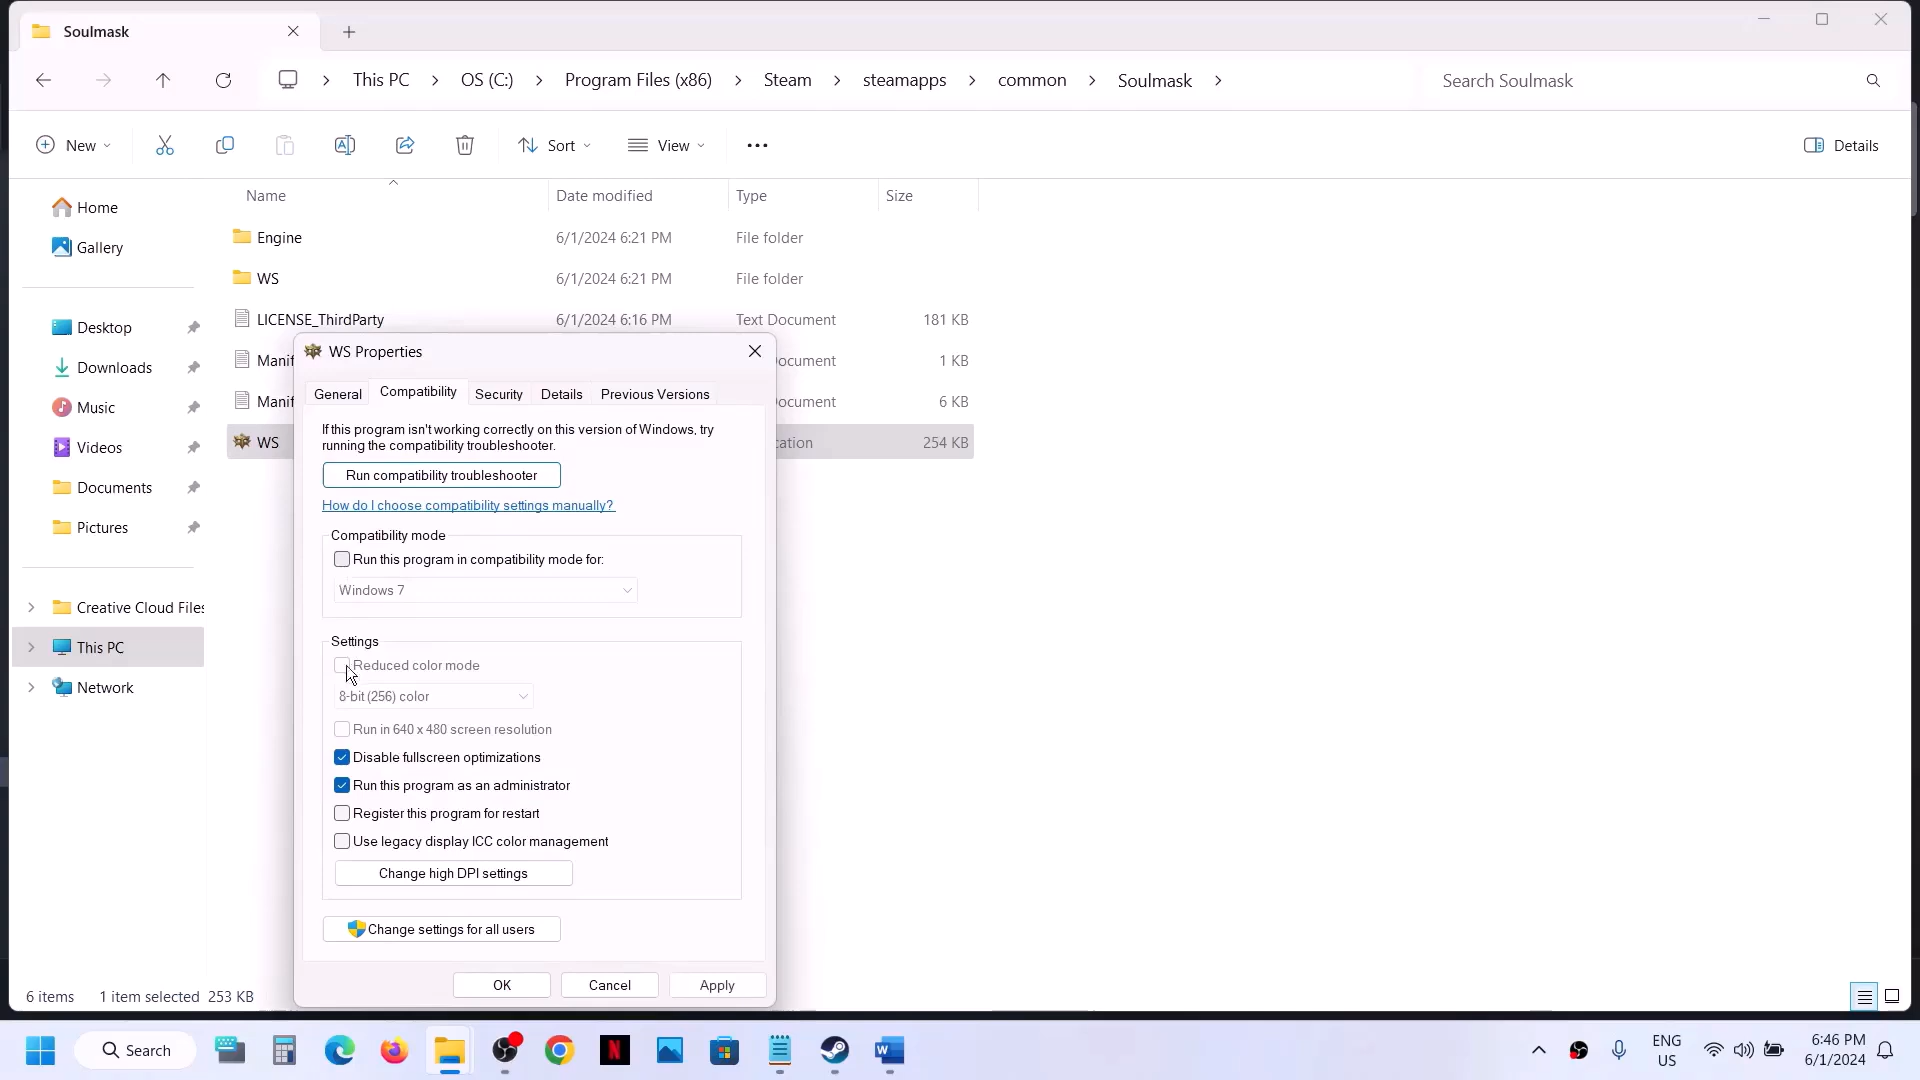 Soulmask
This PC
OS (C:)
Program Files (x86)
Steam
steamapps
common
Soulmask
Search Soulmask
New
Sort
View
Details
Name
Date modified
Type
Size
Home
Gallery
Desktop
Downloads
Music
Videos
Documents
Pictures
Creative Cloud Files
This PC
Network
Engine 6/1/2024 6:21 PM File folder
WS 6/1/2024 6:21 PM File folder
LICENSE_ThirdParty 6/1/2024 6:16 PM Text Document 181 KB
Manif ocument 1 KB
Manif ocument 6 KB
WS cation 254 KB
WS Properties
General
Compatibility
Security
Details
Previous Versions
If this program isn't working correctly on this version of Windows, try
running the compatibility troubleshooter.
Run compatibility troubleshooter
How do I choose compatibility settings manually?
Compatibility mode
Run this program in compatibility mode for:
Windows 7
Settings
Reduced color mode
8-bit (256) color
Run in 640 x 480 screen resolution
Disable fullscreen optimizations
Run this program as an administrator
Register this program for restart
Use legacy display ICC color management
Change high DPI settings
Change settings for all users
OK
Cancel
Apply
6 items 1 item selected 253 KB
Search
ENG
US
6:46 PM
6/1/2024